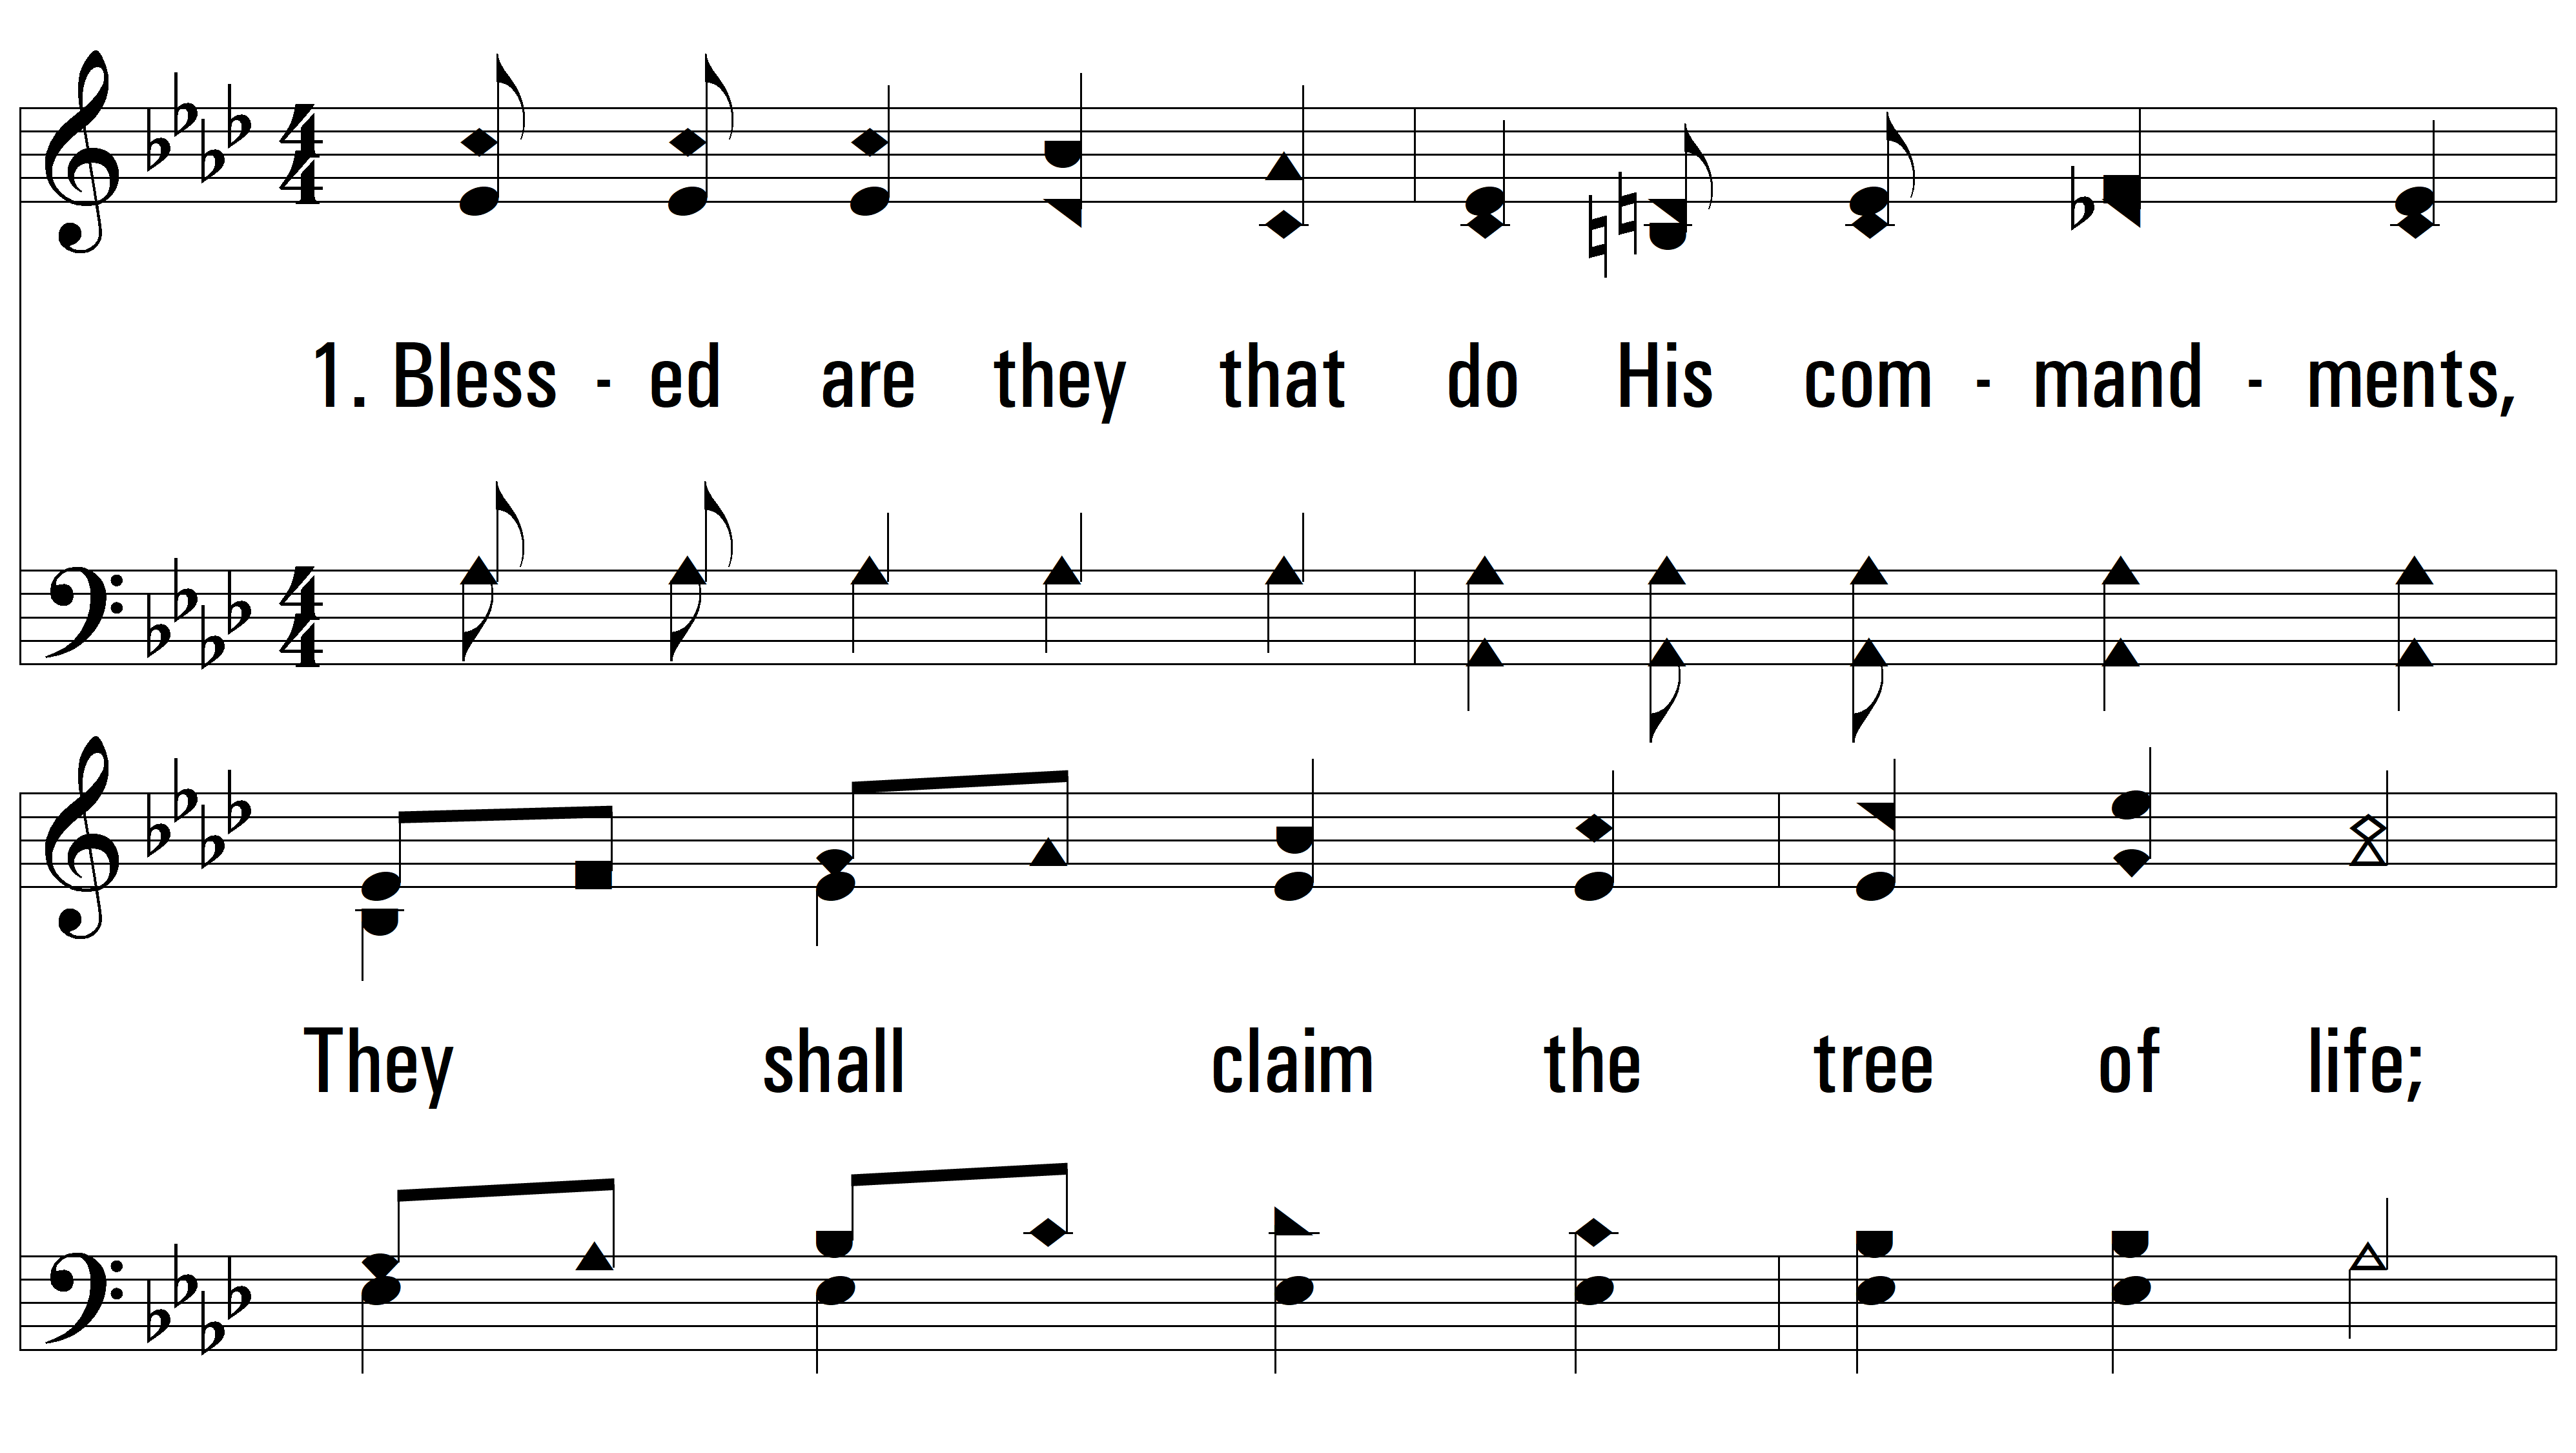 1. Bless - ed are they that do His com - mand - ments,
They shall claim the tree of life;